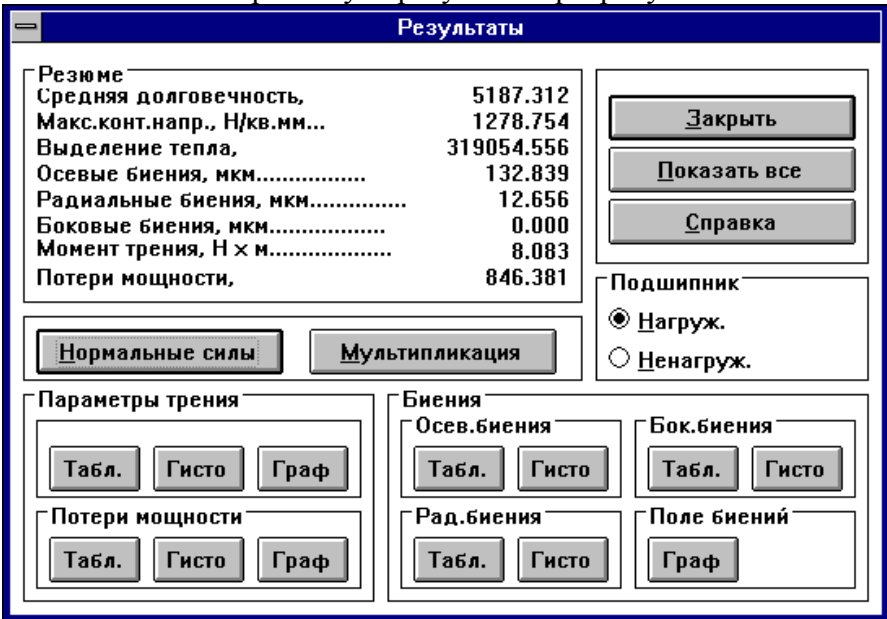 Результаты
Резюме
Средняя долговечность, 5187.312
Макс.конт.напр., Н/кв.мм... 1278.754
Выделение тепла, 319054.556
Осевые биения, мкм................. 132.839
Радиальные биения, мкм............... 12.656
Боковые биения, мкм.................. 0.000
Момент трения, Н × м................... 8.083
Потери мощности, 846.381
Закрыть
Показать все
Справка
Подшипник
Нагруж.
Ненагруж.
Нормальные силы Мультипликация
Параметры трения
Табл. Гисто Граф
Потери мощности
Табл. Гисто Граф
Биения
Осев.биения
Табл. Гисто
Бок.биения
Табл. Гисто
Рад.биения
Табл. Гисто
Поле биений
Граф